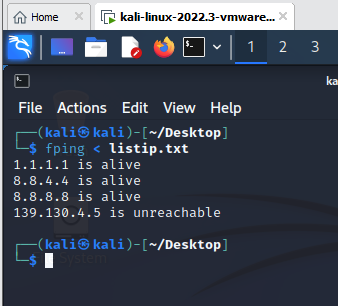 Home × kali-linux-2022.3-vmware... ×
1 2 3
ka
File Actions Edit View Help
┌──(kali㉿kali)-[~/Desktop]
└─$ fping < listip.txt
1.1.1.1 is alive
8.8.4.4 is alive
8.8.8.8 is alive
139.130.4.5 is unreachable
┌──(kali㉿kali)-[~/Desktop]
└─$
System